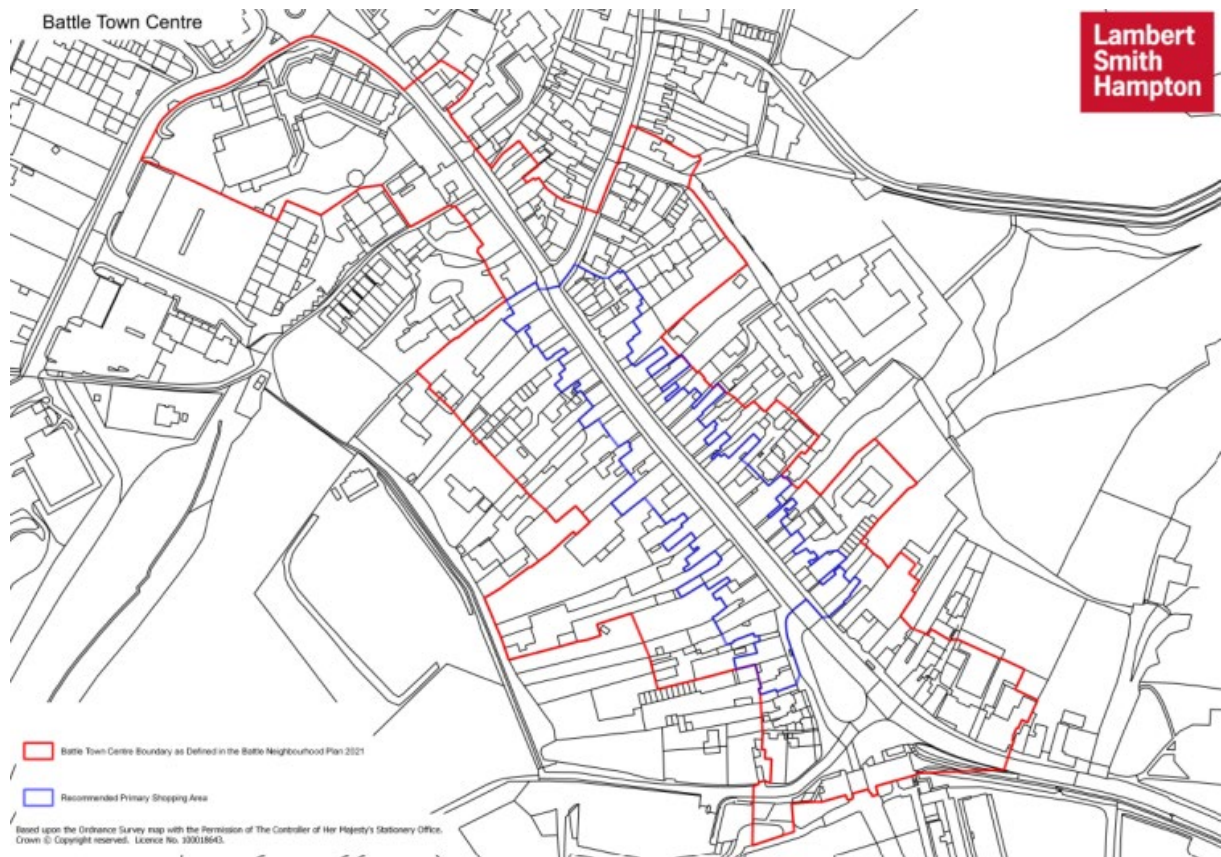 Battle Town Centre
Lambert
Smith
Hampton
Battle Town Centre Boundary as Defined in the Battle Neighbourhood Plan 2021
Recommended Primary Shopping Area
Based upon the Ordnance Survey map with the Permission of The Controller of Her Majesty's Stationery Office.
Crown © Copyright reserved. Licence No. 100018643.